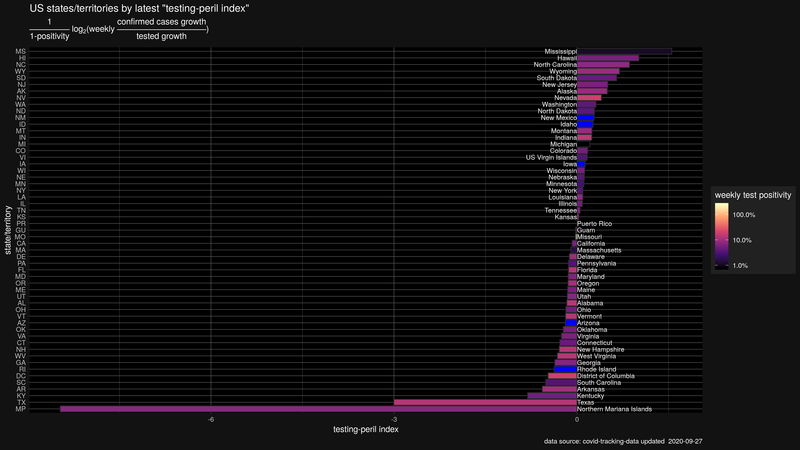 US states/territories by latest "testing-peril index"
1 confirmed cases growth
log2(weekly )
1-positivity tested growth
MS Mississippi
HI Hawaii
NC North Carolina
WY Wyoming
SD South Dakota
NJ New Jersey
AK Alaska
NV Nevada
WA Washington
ND North Dakota
NM New Mexico
ID Idaho
MT Montana
IN Indiana
MI Michigan
CO Colorado
VI US Virgin Islands
IA Iowa
WI Wisconsin
NE Nebraska
MN Minnesota
NY New York
LA Louisiana
IL Illinois
TN Tennessee
KS Kansas
PR Puerto Rico
GU Guam
MO Missouri
CA California
MA Massachusetts
DE Delaware
PA Pennsylvania
FL Florida
MD Maryland
OR Oregon
ME Maine
UT Utah
AL Alabama
OH Ohio
VT Vermont
AZ Arizona
OK Oklahoma
VA Virginia
CT Connecticut
NH New Hampshire
WV West Virginia
GA Georgia
RI Rhode Island
DC District of Columbia
SC South Carolina
AR Arkansas
KY Kentucky
TX Texas
MP Northern Mariana Islands
state/territory
-6 -3 0
testing-peril index
weekly test positivity
100.0%
10.0%
1.0%
data source: covid-tracking-data updated 2020-09-27